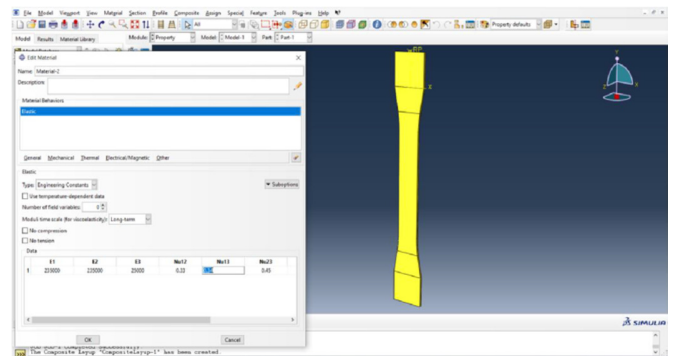 File Model Viewport View Material Section Profile Composite Assign Special Feature Tools Plug-ins Help
All
Property defaults
Model Results Material Library Module: Property Model: Model-1 Part: Part-1
Edit Material
Name: Material-2
Description:
Material Behaviors
Elastic
General Mechanical Thermal Electrical/Magnetic Other
Elastic
Type: Engineering Constants Suboptions
Use temperature-dependent data
Number of field variables: 0
Moduli time scale (for viscoelasticity): Long-term
No compression
No tension
Data
E1 E2 E3 Nu12 Nu13 Nu23
1 233000 0.22 0.45
OK Cancel
Y
X
Z
SIMULIA
The Composite Layup "CompositeLayup-1" has been created.